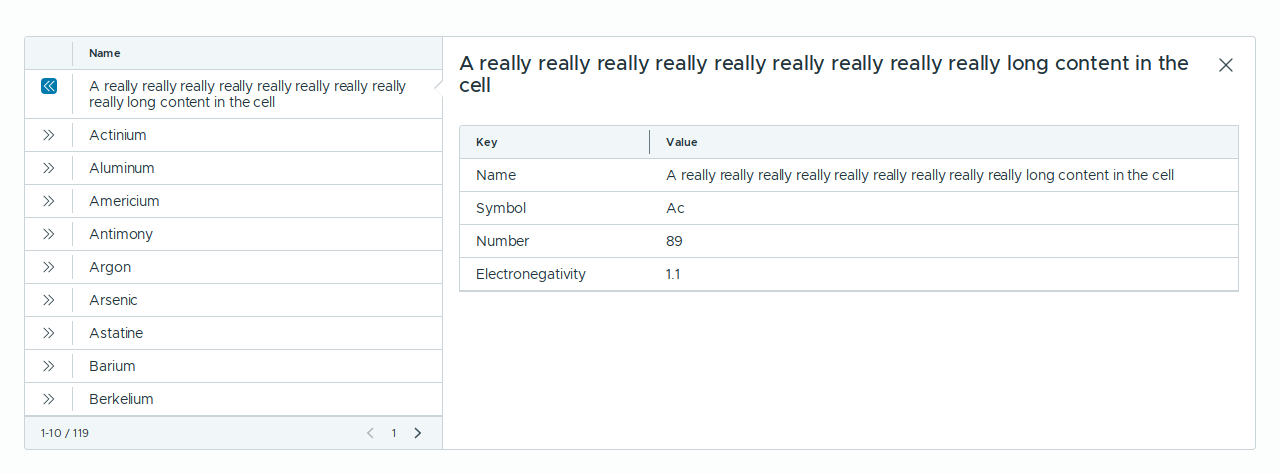 Name
A really really really really really really really really
really long content in the cell
Actinium
Aluminum
Americium
Antimony
Argon
Arsenic
Astatine
Barium
Berkelium
1-10 / 119
1
A really really really really really really really really really long content in the
cell
Key Value
Name A really really really really really really really really really long content in the cell
Symbol Ac
Number 89
Electronegativity 1.1